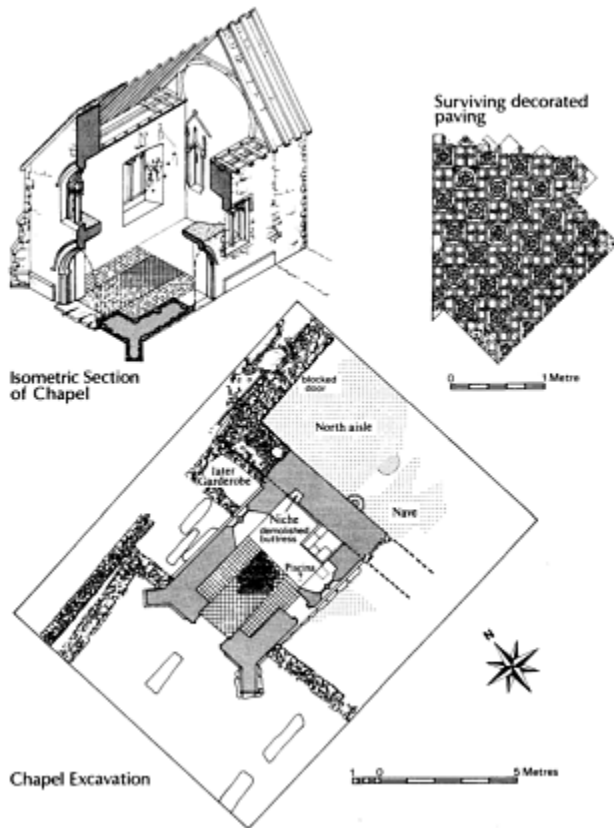 Surviving decorated
paving
0 1 Metre
Isometric Section
of Chapel
blocked
door
North aisle
later
Garderobe
Nave
Niche
demolished
buttress
Piscina
N
Chapel Excavation
1 0 5 Metres